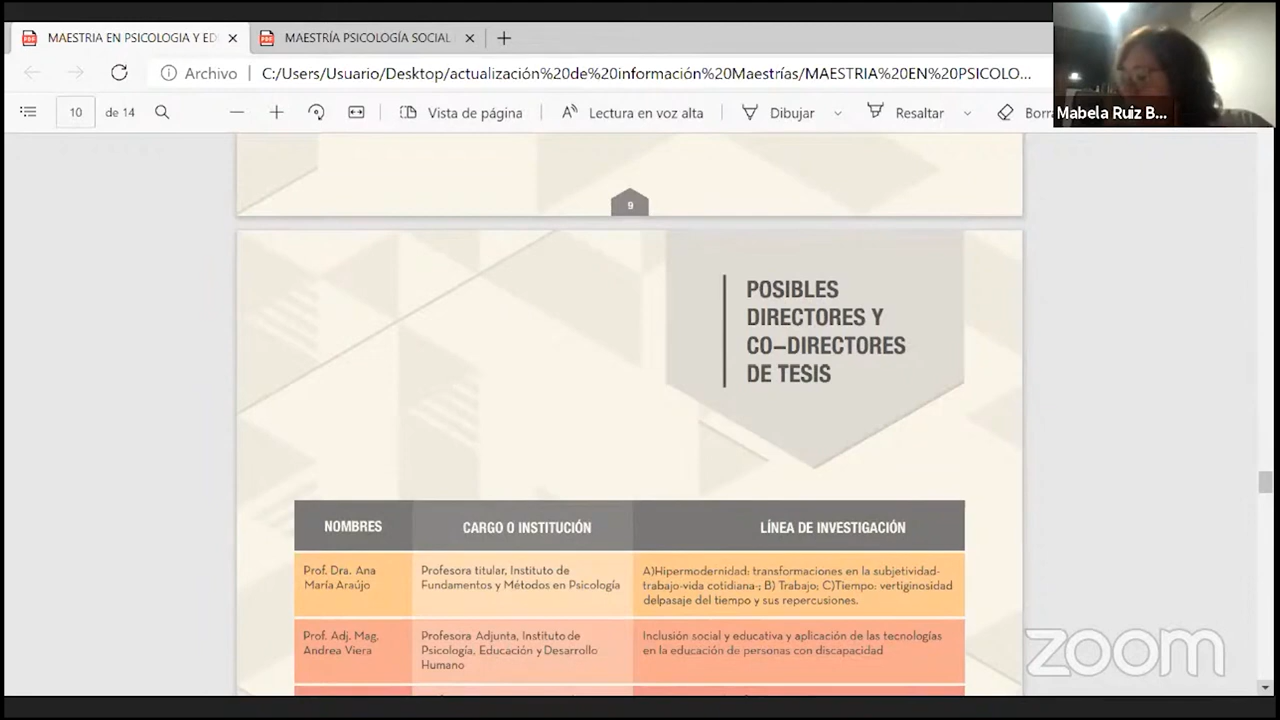 MAESTRIA EN PSICOLOGIA Y ED
MAESTRÍA PSICOLOGÍA SOCIAL
Archivo
C:/Users/Usuario/Desktop/actualización%20de%20información%20Maestrías/MAESTRIA%20EN%20PSICOLO...
10 de 14
Vista de página
Lectura en voz alta
Dibujar
Resaltar
Borr
Mabela Ruiz B...
9
POSIBLES
DIRECTORES Y
CO-DIRECTORES
DE TESIS
NOMBRES
CARGO O INSTITUCIÓN
LÍNEA DE INVESTIGACIÓN
Prof. Dra. Ana
María Araújo
Profesora titular, Instituto de
Fundamentos y Métodos en Psicología
A)Hipermodernidad: transformaciones en la subjetividad-
trabajo-vida cotidiana-; B) Trabajo; C)Tiempo: vertiginosidad
delpasaje del tiempo y sus repercusiones.
Prof. Adj. Mag.
Andrea Viera
Profesora Adjunta, Instituto de
Psicología, Educación y Desarrollo
Humano
Inclusión social y educativa y aplicación de las tecnologías
en la educación de personas con discapacidad
zoom